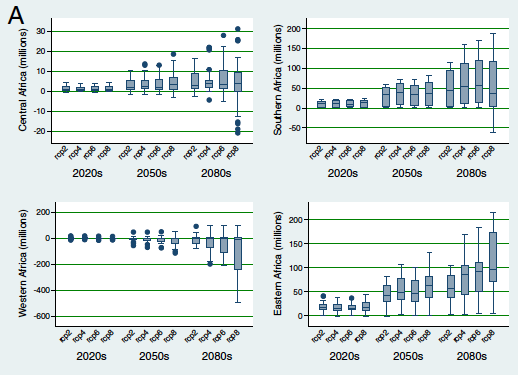 A
Central Africa (millions)
30
20
10
0
-10
-20
rcp2 rcp4 rcp6 rcp8 rcp2 rcp4 rcp6 rcp8 rcp2 rcp4 rcp6 rcp8
2020s 2050s 2080s
Southern Africa (millions)
200
150
100
50
0
-50
rcp2 rcp4 rcp6 rcp8 rcp2 rcp4 rcp6 rcp8 rcp2 rcp4 rcp6 rcp8
2020s 2050s 2080s
Western Africa (millions)
200
0
-200
-400
-600
rcp2 rcp4 rcp6 rcp8 rcp2 rcp4 rcp6 rcp8 rcp2 rcp4 rcp6 rcp8
2020s 2050s 2080s
Eastern Africa (millions)
200
150
100
50
0
rcp2 rcp4 rcp6 rcp8 rcp2 rcp4 rcp6 rcp8 rcp2 rcp4 rcp6 rcp8
2020s 2050s 2080s